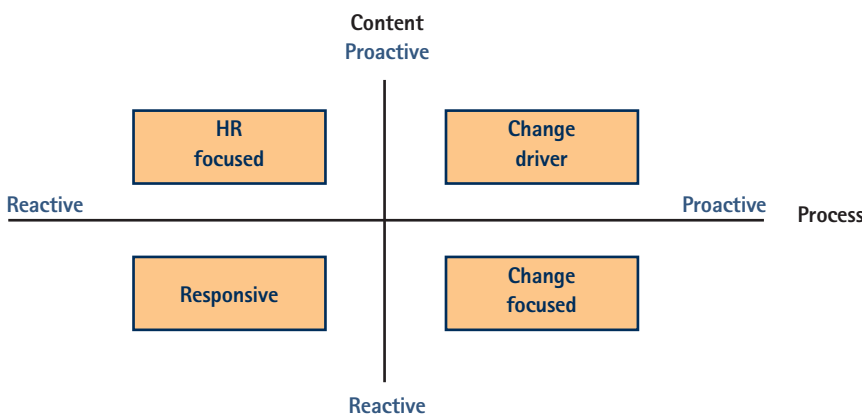 Content
Proactive
HR
focused
Change
driver
Reactive
Proactive
Process
Responsive
Change
focused
Reactive